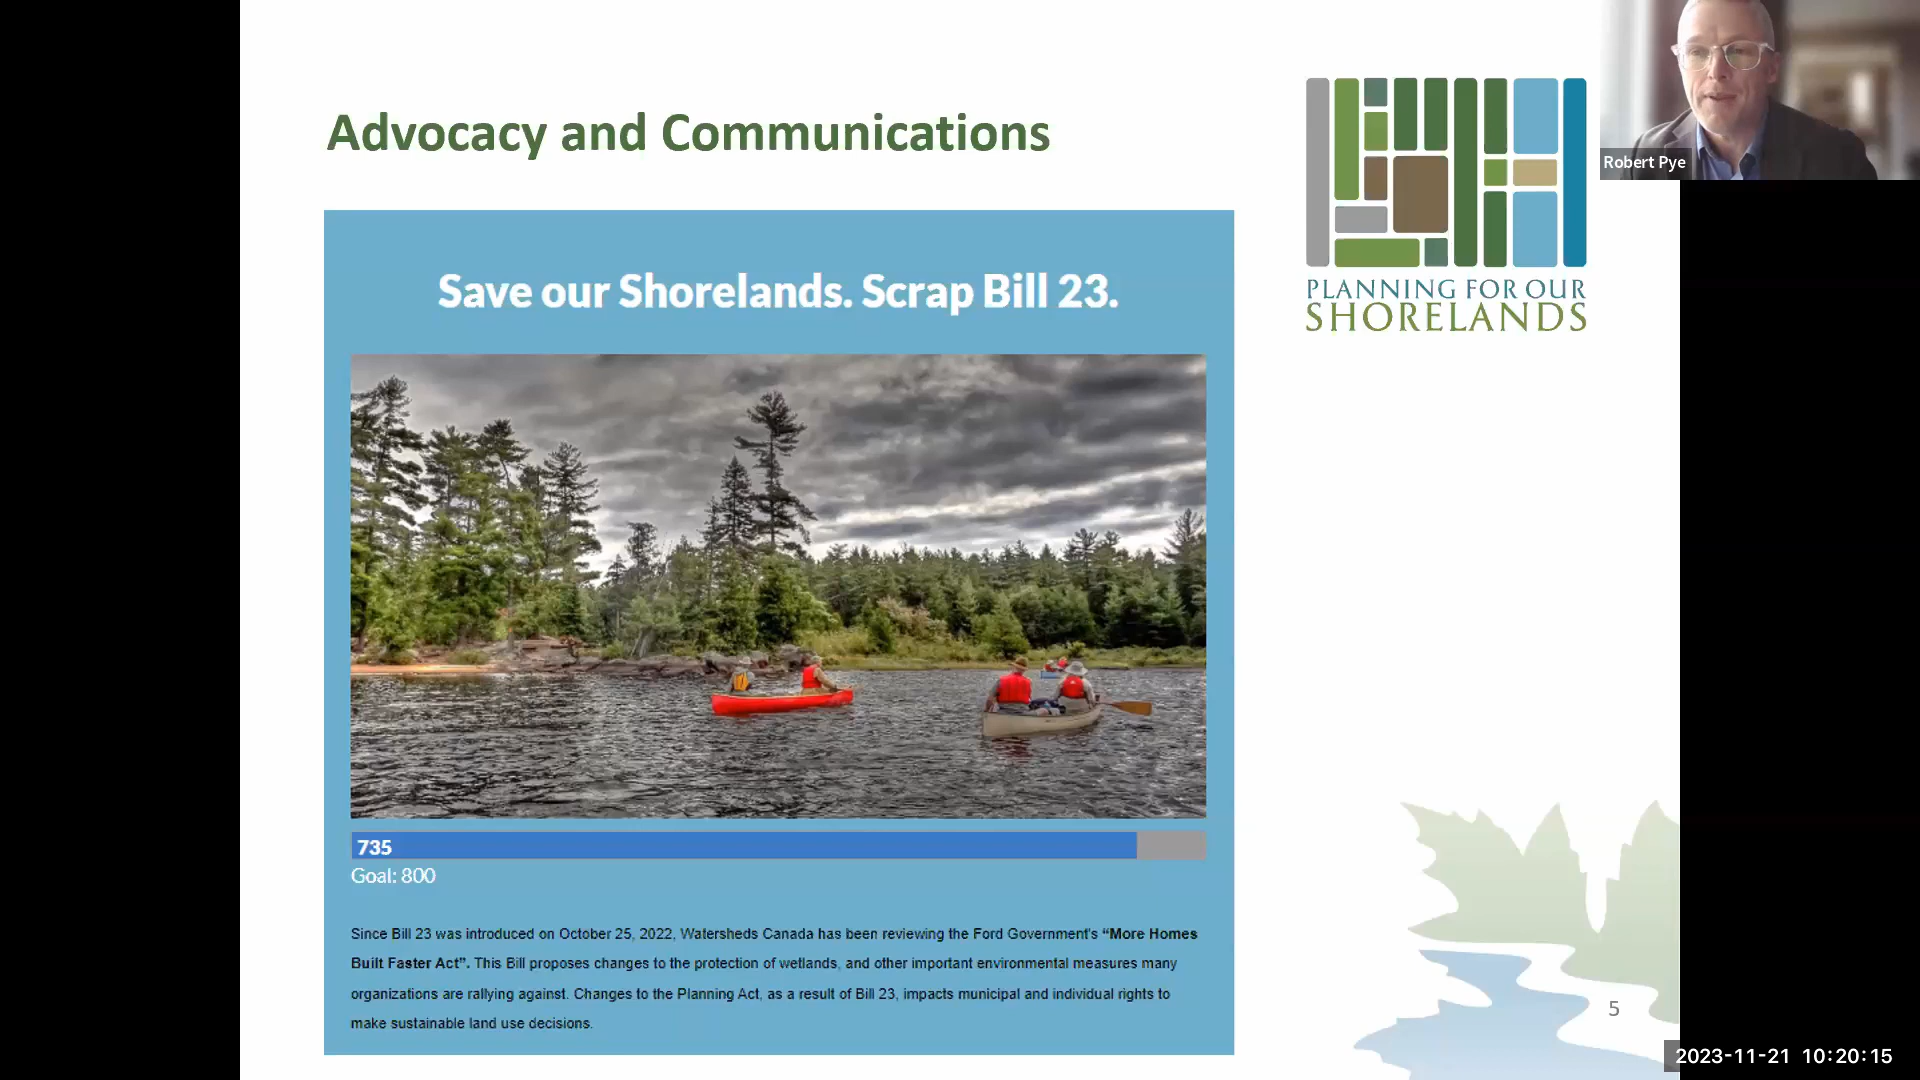 Advocacy and Communications
Robert Pye
PLANNING FOR OUR
SHORELANDS
Save our Shorelands. Scrap Bill 23.
735
Goal: 800
Since Bill 23 was introduced on October 25, 2022, Watersheds Canada has been reviewing the Ford Government's “More Homes
Built Faster Act”. This Bill proposes changes to the protection of wetlands, and other important environmental measures many
organizations are rallying against. Changes to the Planning Act, as a result of Bill 23, impacts municipal and individual rights to
make sustainable land use decisions.
5
2023-11-21 10:20:15